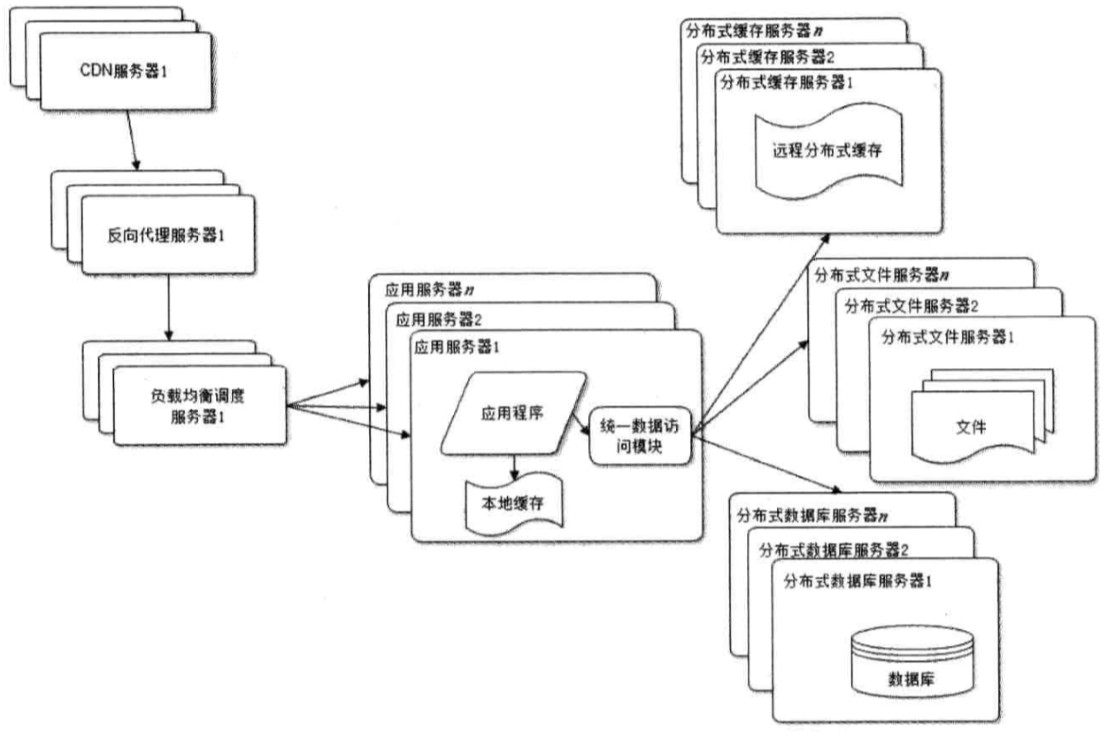 CDN服务器1
反向代理服务器1
负载均衡调度
服务器1
应用服务器n
应用服务器2
应用服务器1
应用程序
统一数据访
问模块
本地缓存
分布式缓存服务器n
分布式缓存服务器2
分布式缓存服务器1
远程分布式缓存
分布式文件服务器n
分布式文件服务器2
分布式文件服务器1
文件
分布式数据库服务器n
分布式数据库服务器2
分布式数据库服务器1
数据库